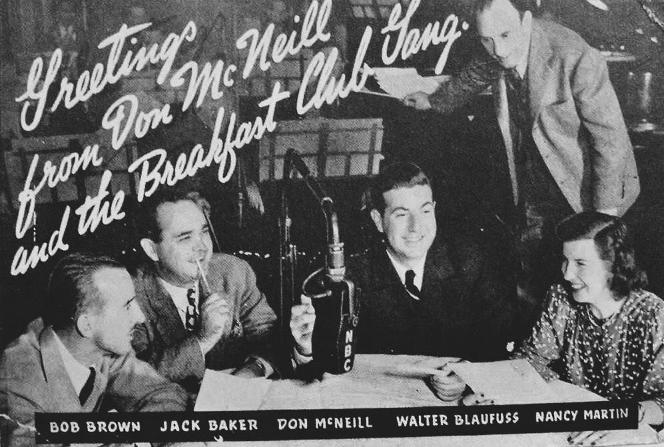 Greetings
from Don McNeill
and the Breakfast Club Gang.
NBC
BOB BROWN JACK BAKER DON McNEILL WALTER BLAUFUSS NANCY MARTIN